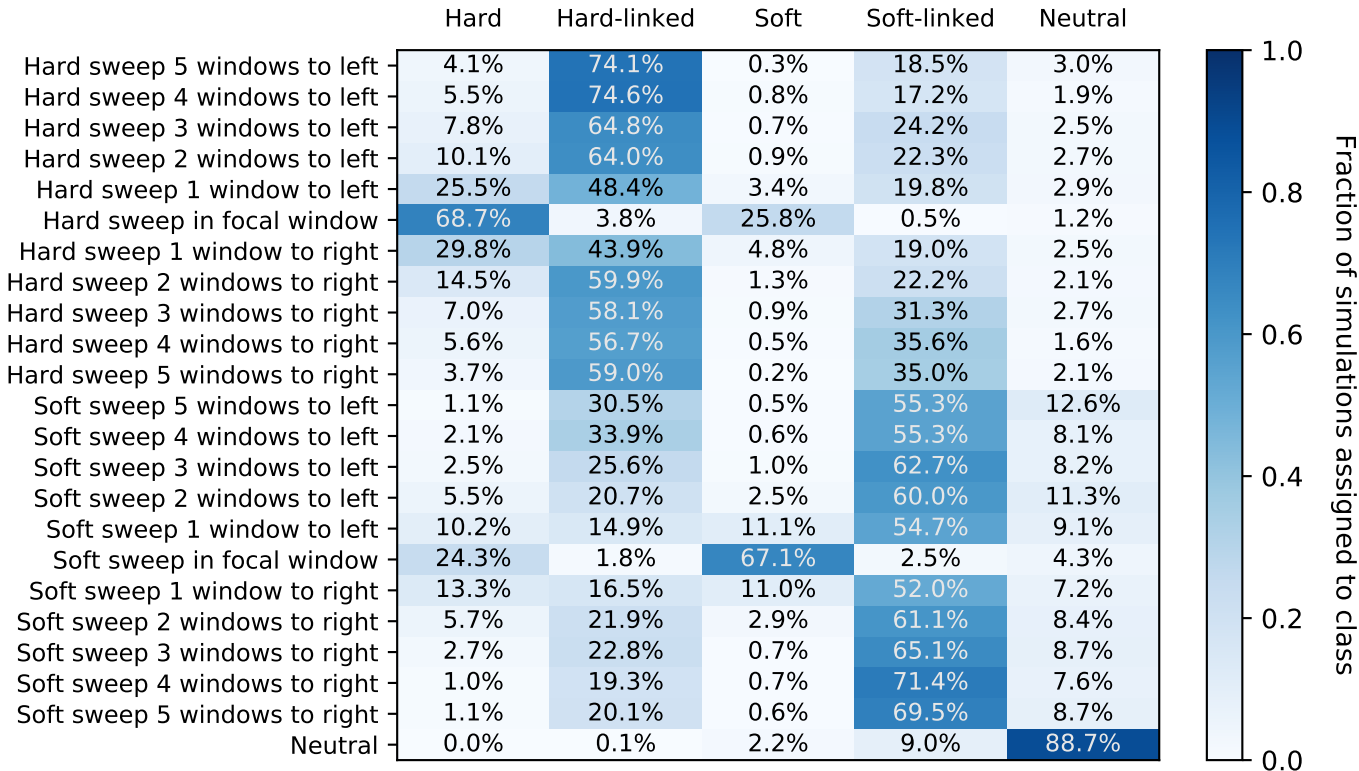 Hard Hard-linked Soft Soft-linked Neutral
Hard sweep 5 windows to left 4.1% 74.1% 0.3% 18.5% 3.0%
Hard sweep 4 windows to left 5.5% 74.6% 0.8% 17.2% 1.9%
Hard sweep 3 windows to left 7.8% 64.8% 0.7% 24.2% 2.5%
Hard sweep 2 windows to left 10.1% 64.0% 0.9% 22.3% 2.7%
Hard sweep 1 window to left 25.5% 48.4% 3.4% 19.8% 2.9%
Hard sweep in focal window 68.7% 3.8% 25.8% 0.5% 1.2%
Hard sweep 1 window to right 29.8% 43.9% 4.8% 19.0% 2.5%
Hard sweep 2 windows to right 14.5% 59.9% 1.3% 22.2% 2.1%
Hard sweep 3 windows to right 7.0% 58.1% 0.9% 31.3% 2.7%
Hard sweep 4 windows to right 5.6% 56.7% 0.5% 35.6% 1.6%
Hard sweep 5 windows to right 3.7% 59.0% 0.2% 35.0% 2.1%
Soft sweep 5 windows to left 1.1% 30.5% 0.5% 55.3% 12.6%
Soft sweep 4 windows to left 2.1% 33.9% 0.6% 55.3% 8.1%
Soft sweep 3 windows to left 2.5% 25.6% 1.0% 62.7% 8.2%
Soft sweep 2 windows to left 5.5% 20.7% 2.5% 60.0% 11.3%
Soft sweep 1 window to left 10.2% 14.9% 11.1% 54.7% 9.1%
Soft sweep in focal window 24.3% 1.8% 67.1% 2.5% 4.3%
Soft sweep 1 window to right 13.3% 16.5% 11.0% 52.0% 7.2%
Soft sweep 2 windows to right 5.7% 21.9% 2.9% 61.1% 8.4%
Soft sweep 3 windows to right 2.7% 22.8% 0.7% 65.1% 8.7%
Soft sweep 4 windows to right 1.0% 19.3% 0.7% 71.4% 7.6%
Soft sweep 5 windows to right 1.1% 20.1% 0.6% 69.5% 8.7%
Neutral 0.0% 0.1% 2.2% 9.0% 88.7%
1.0
0.8
0.6
0.4
0.2
0.0
Fraction of simulations assigned to class